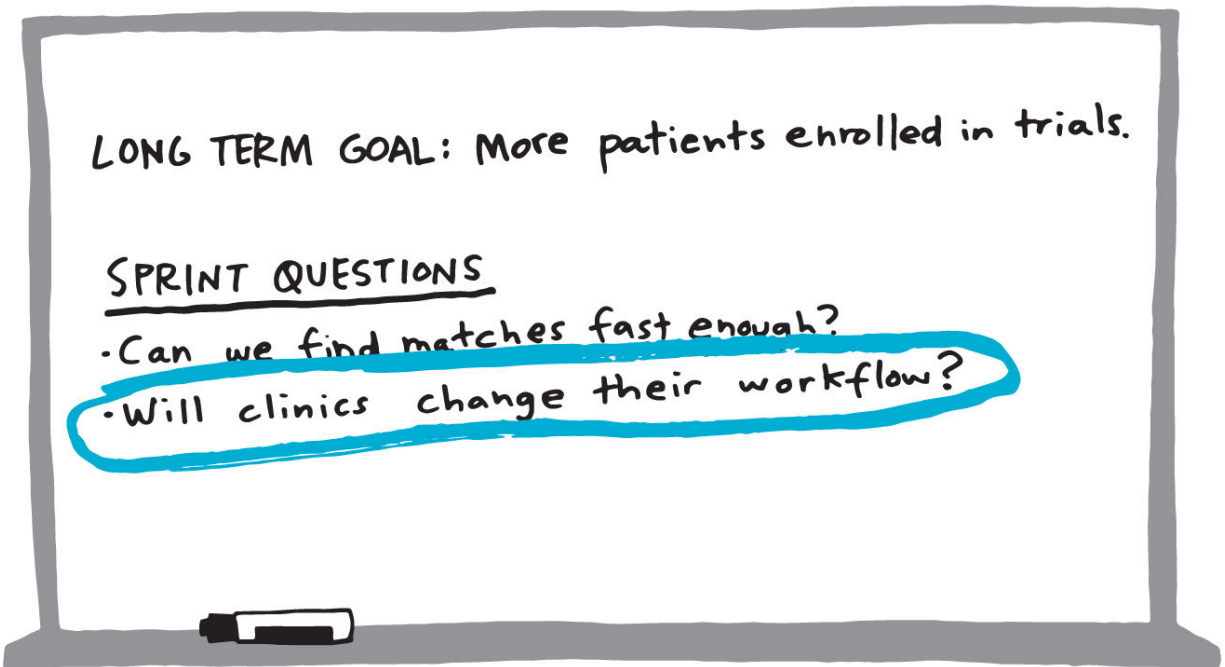 LONG TERM GOAL: More patients enrolled in trials.
SPRINT QUESTIONS
· Can we find matches fast enough?
· Will clinics change their workflow?